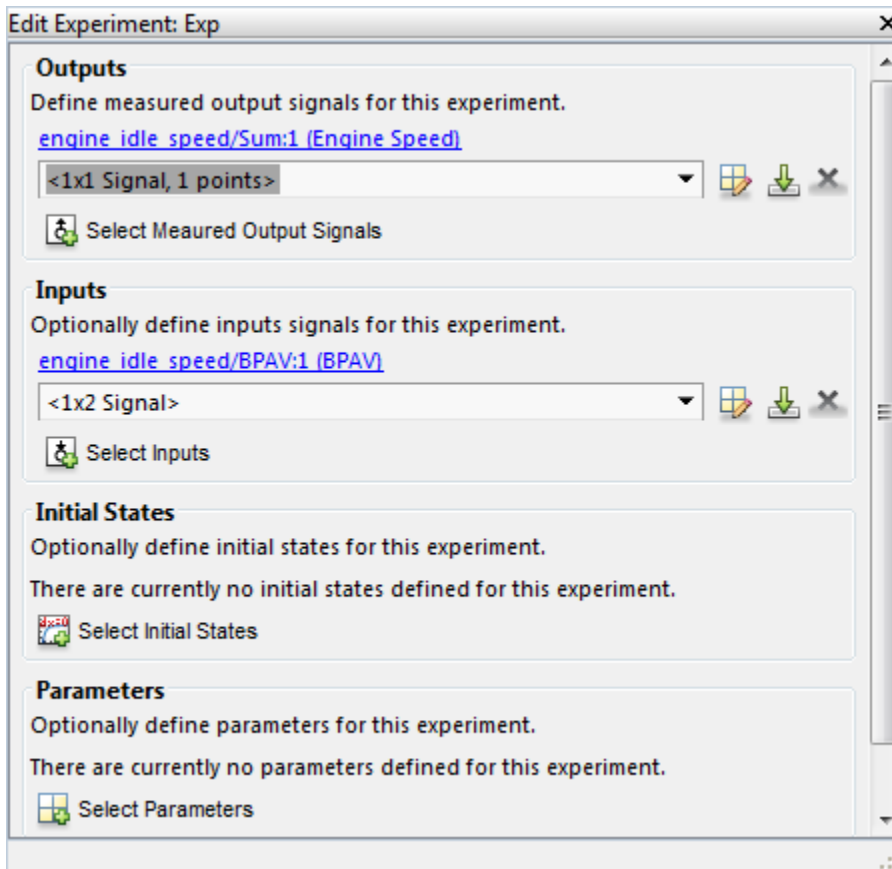 Edit Experiment: Exp
Outputs
Define measured output signals for this experiment.
engine_idle_speed/Sum:1 (Engine Speed)
<1x1 Signal, 1 points>
Select Meaured Output Signals
Inputs
Optionally define inputs signals for this experiment.
engine_idle_speed/BPAV:1 (BPAV)
<1x2 Signal>
Select Inputs
Initial States
Optionally define initial states for this experiment.
There are currently no initial states defined for this experiment.
Select Initial States
Parameters
Optionally define parameters for this experiment.
There are currently no parameters defined for this experiment.
Select Parameters